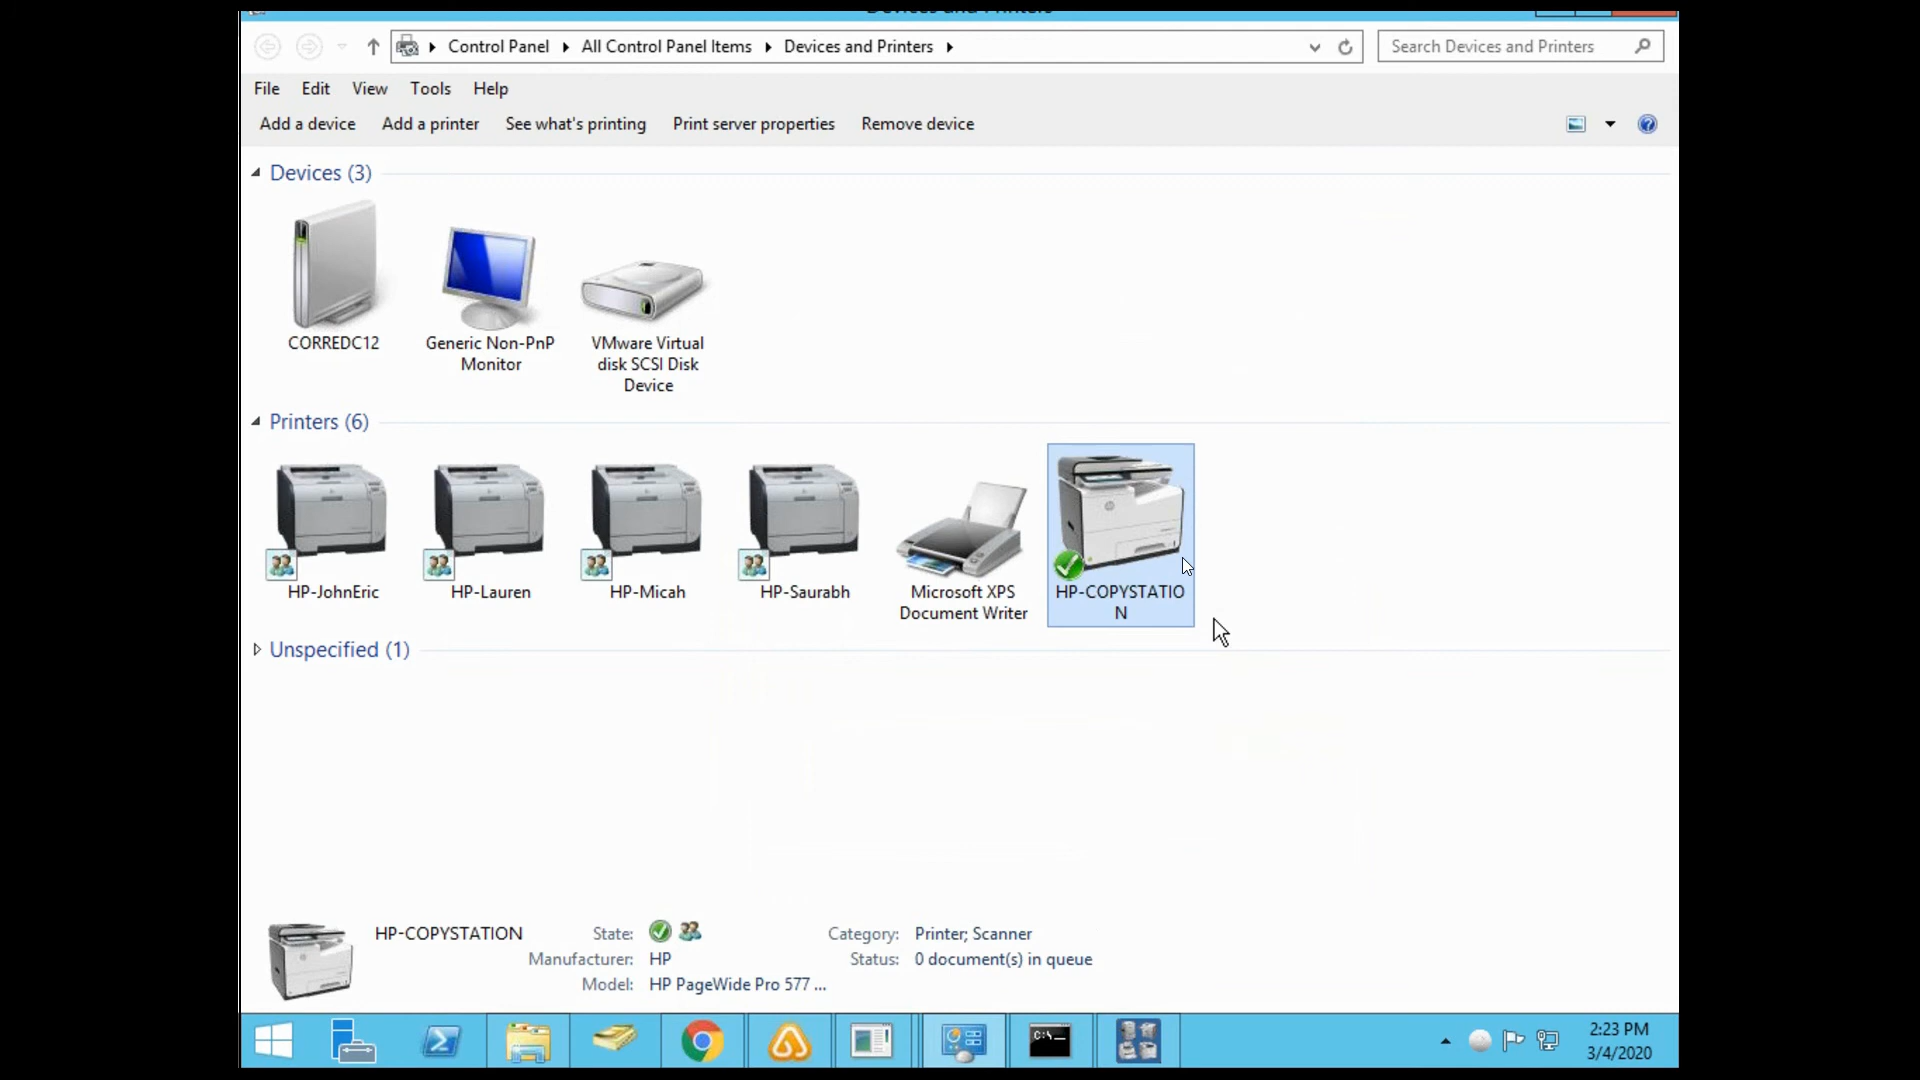 Devices and Printers
Control Panel All Control Panel Items Devices and Printers
Search Devices and Printers
File Edit View Tools Help
Add a device Add a printer See what's printing Print server properties Remove device
Devices (3)
CORREDC12
Generic Non-PnP
Monitor
VMware Virtual
disk SCSI Disk
Device
Printers (6)
HP-JohnEric
HP-Lauren
HP-Micah
HP-Saurabh
Microsoft XPS
Document Writer
HP-COPYSTATIO
N
Unspecified (1)
HP-COPYSTATION
State:
Manufacturer: HP
Model: HP PageWide Pro 577 ...
Category: Printer; Scanner
Status: 0 document(s) in queue
C:\
2:23 PM
3/4/2020